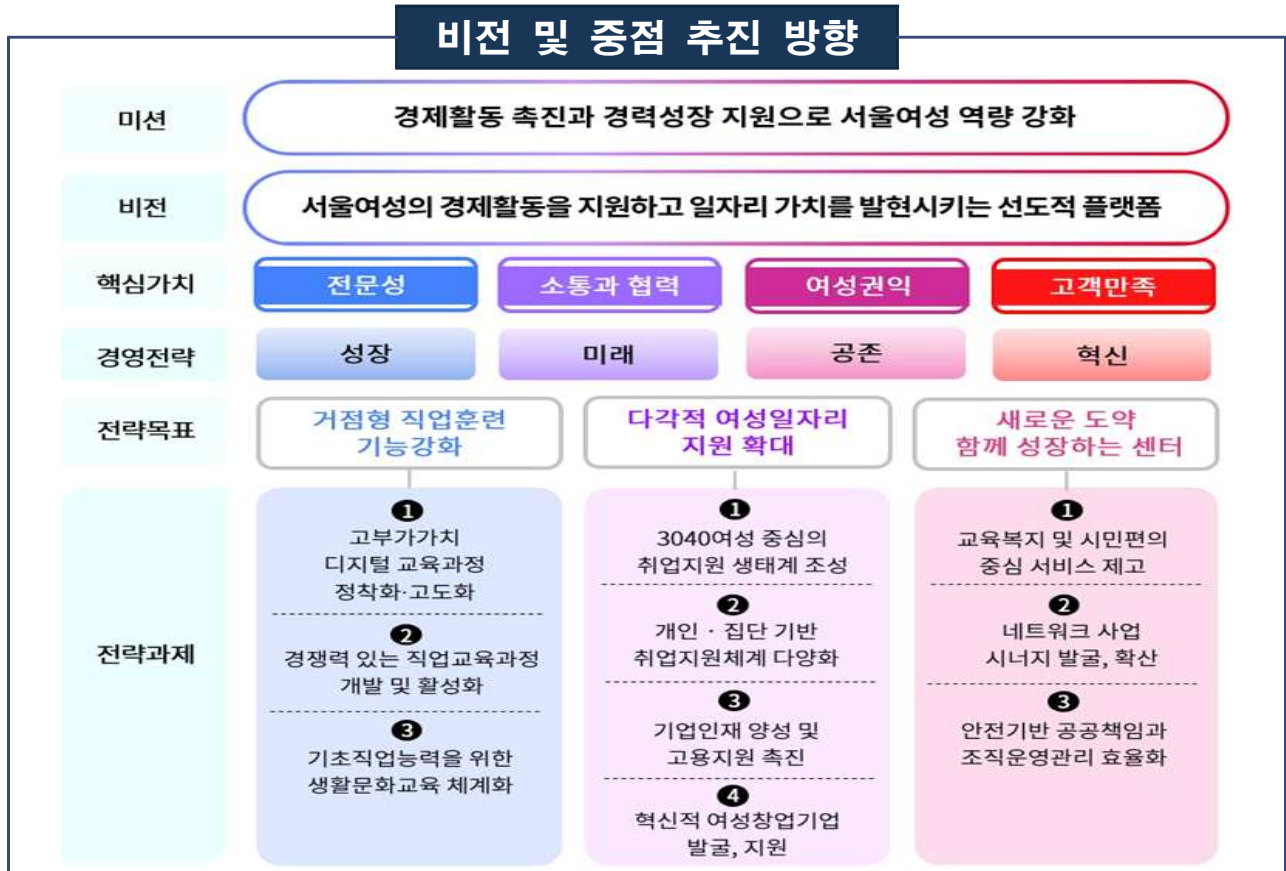 비전 및 중점 추진 방향
미션
경제활동 촉진과 경력성장 지원으로 서울여성 역량 강화
비전
서울여성의 경제활동을 지원하고 일자리 가치를 발현시키는 선도적 플랫폼
핵심가치
전문성
소통과 협력
여성권익
고객만족
경영전략
성장
미래
공존
혁신
전략목표
거점형 직업훈련
기능강화
다각적 여성일자리
지원 확대
새로운 도약
함께 성장하는 센터
전략과제
❶
고부가가치
디지털 교육과정
정착화·고도화
❷
경쟁력 있는 직업교육과정
개발 및 활성화
❸
기초직업능력을 위한
생활문화교육 체계화
❶
3040여성 중심의
취업지원 생태계 조성
❷
개인 · 집단 기반
취업지원체계 다양화
❸
기업인재 양성 및
고용지원 촉진
❹
혁신적 여성창업기업
발굴, 지원
❶
교육복지 및 시민편의
중심 서비스 제고
❷
네트워크 사업
시너지 발굴, 확산
❸
안전기반 공공책임과
조직운영관리 효율화